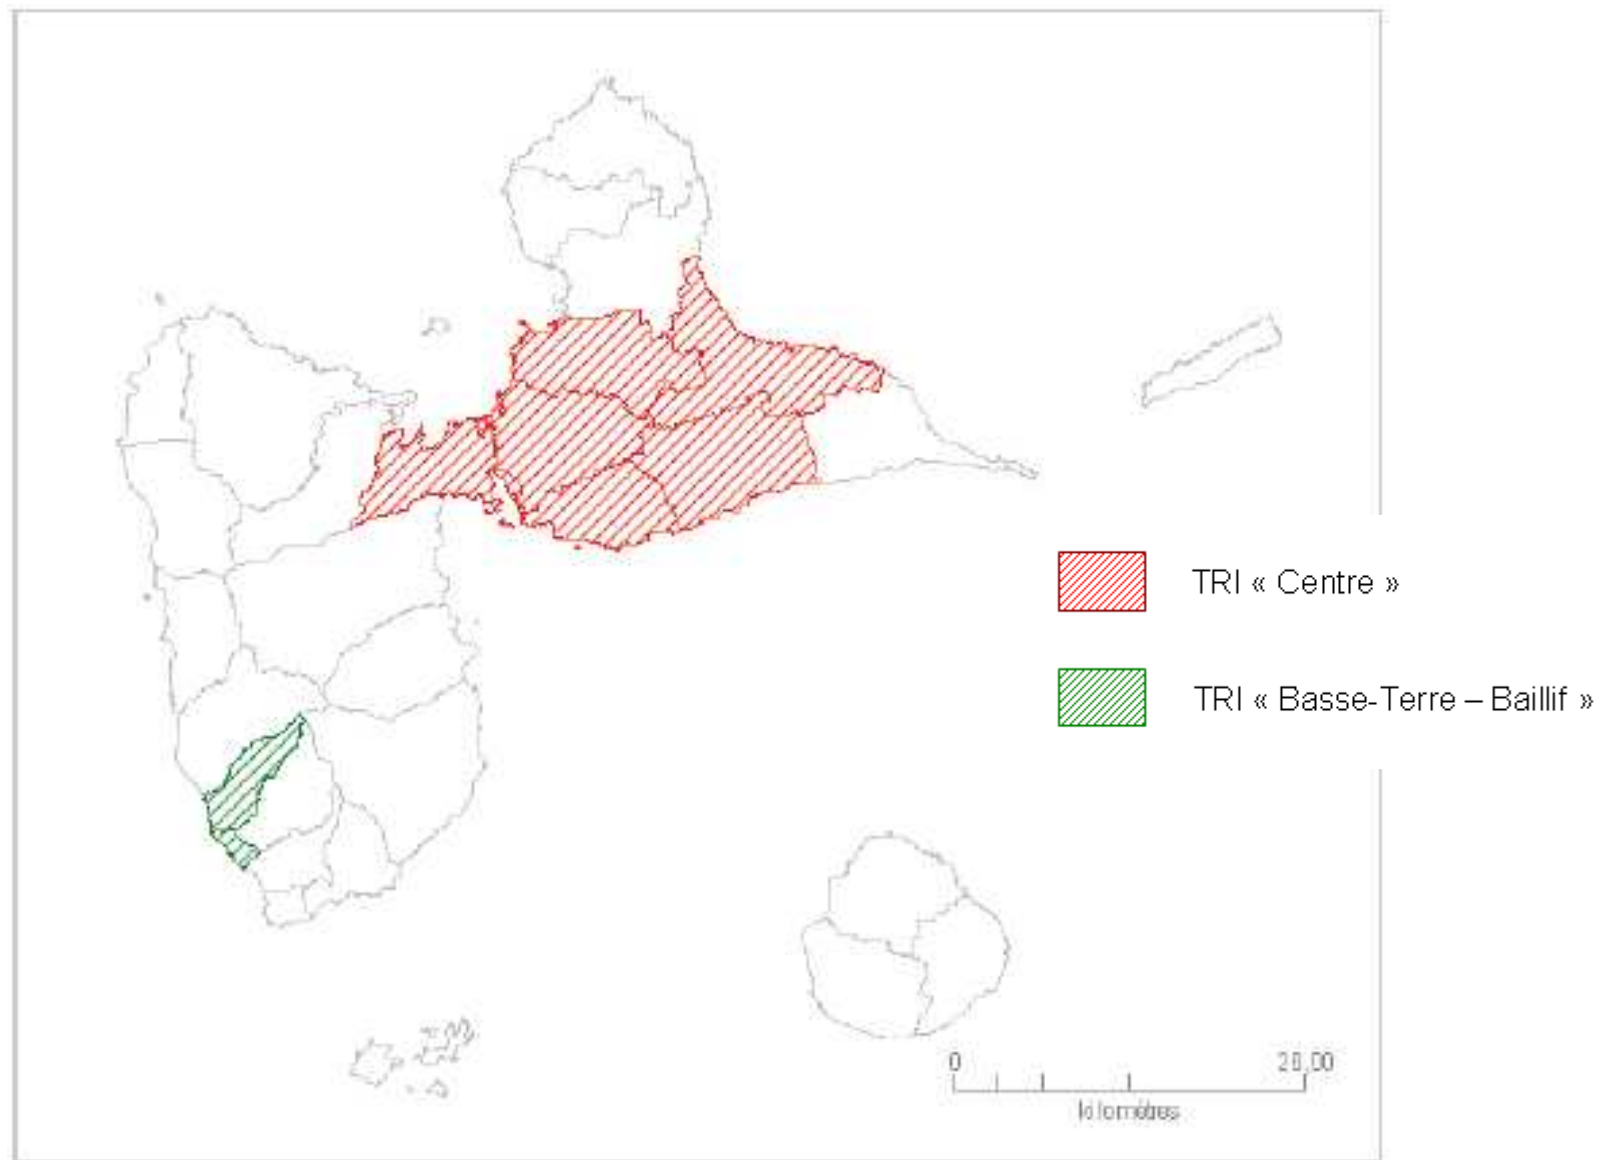 TRI « Centre »
TRI « Basse-Terre – Baillif »
0 20,00
kilomètres